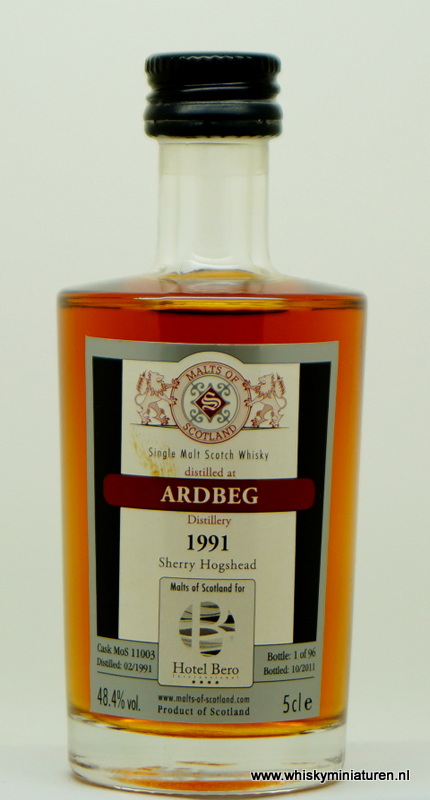 MALTS OF
S
SCOTLAND
Single Malt Scotch Whisky
distilled at
ARDBEG
Distillery
1991
Sherry Hogshead
Malts of Scotland for
B
Hotel Bero
International
★★★★
Cask MoS 11003
Distilled: 02/1991
Bottle: 1 of 96
Bottled: 10/2011
48.4% vol.
www.malts-of-scotland.com
Product of Scotland
5cl e
www.whiskyminiaturen.nl